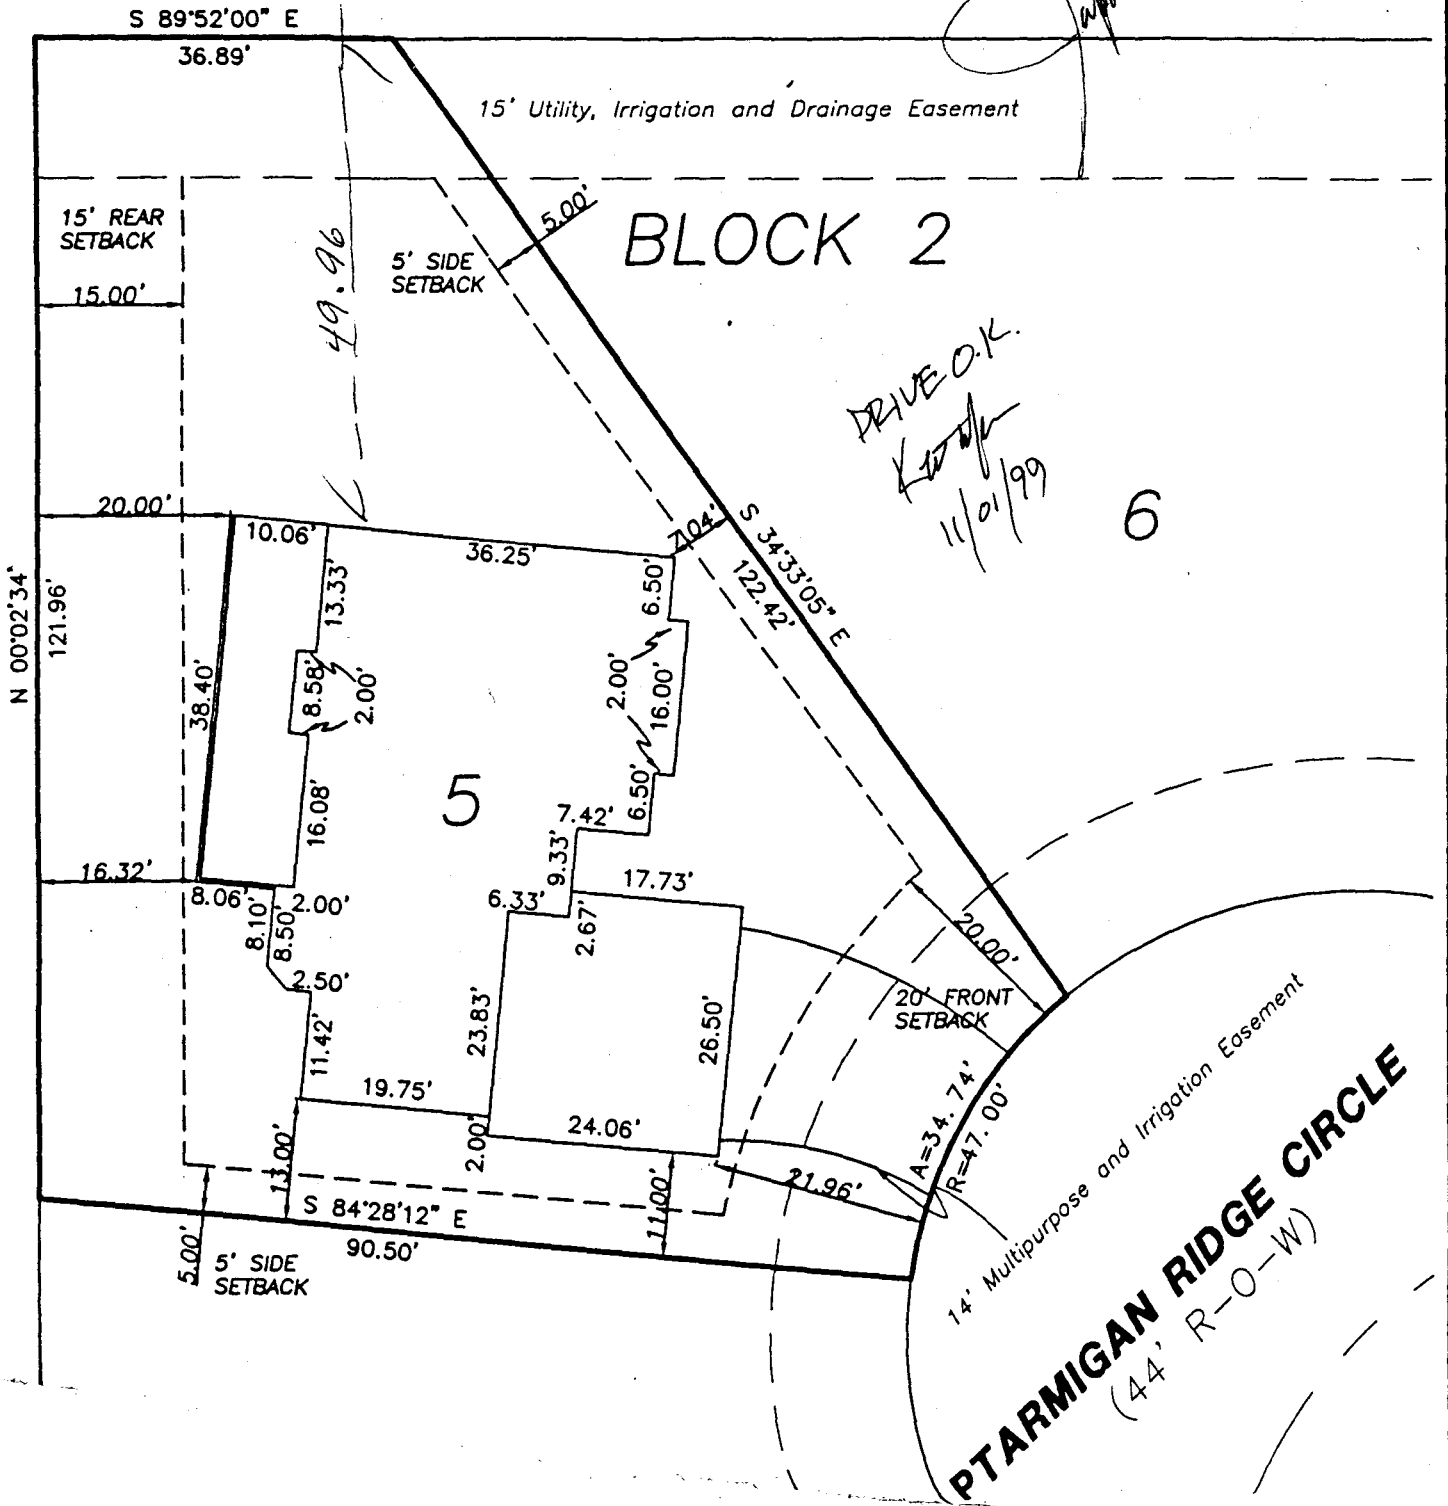 S 89°52'00" E
36.89'
15' Utility, Irrigation and Drainage Easement
15' REAR
SETBACK
15.00'
49.96
5' SIDE
SETBACK
5.00'
BLOCK 2
DRIVE O.K.
11/01/99
6
20.00'
10.06'
36.25'
7.04'
S 34°33'05" E
122.42'
N 00°02'34"
121.96'
13.33'
6.50'
38.40'
8.58'
2.00'
2.00'
16.00'
5
16.08'
6.50'
7.42'
9.33'
16.32'
8.06'
2.00'
17.73'
6.33'
2.67'
8.10'
8.50'
2.50'
20.00'
20' FRONT
SETBACK
11.42'
23.83'
26.50'
19.75'
24.06'
2.00'
13.00'
11.00'
21.96'
A=34.74'
R=47.00'
S 84°28'12" E
90.50'
5.00'
5' SIDE
SETBACK
14' Multipurpose and Irrigation Easement
PTARMIGAN RIDGE CIRCLE
(44' R-O-W)